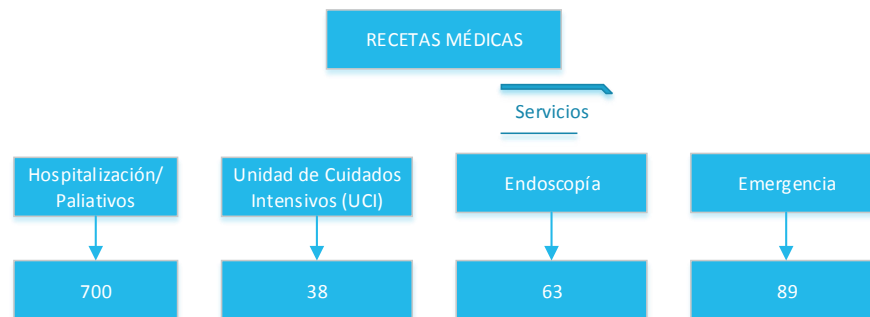 RECETAS MÉDICAS
Servicios
Hospitalización/
Paliativos
Unidad de Cuidados
Intensivos (UCI)
Endoscopía
Emergencia
700
38
63
89